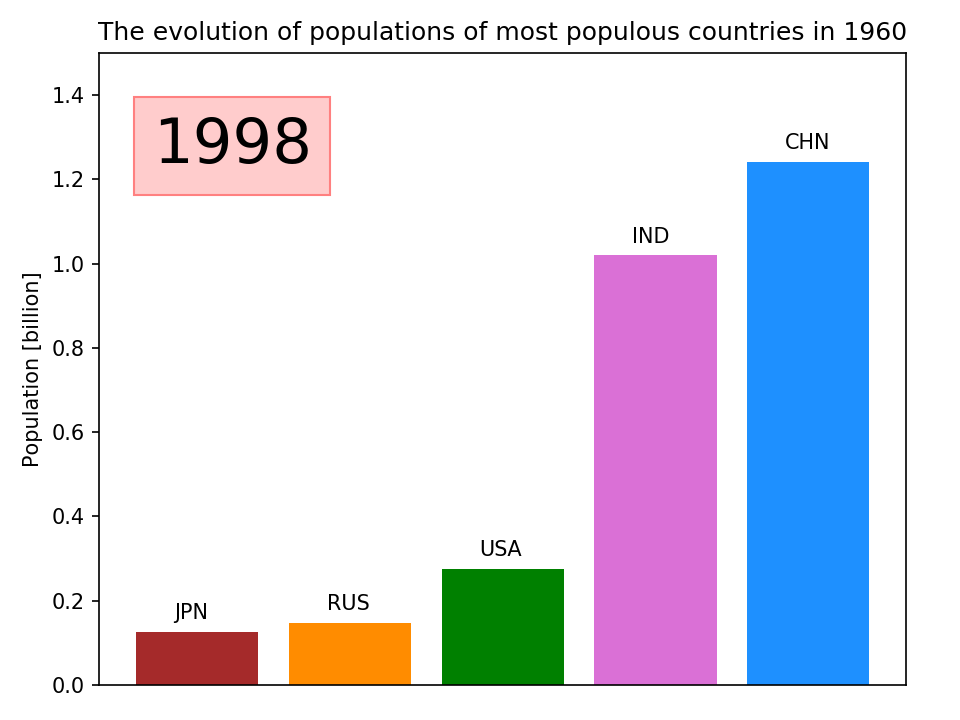 The evolution of populations of most populous countries in 1960
1998
Population [billion]
1.4
1.2
1.0
0.8
0.6
0.4
0.2
0.0
JPN
RUS
USA
IND
CHN